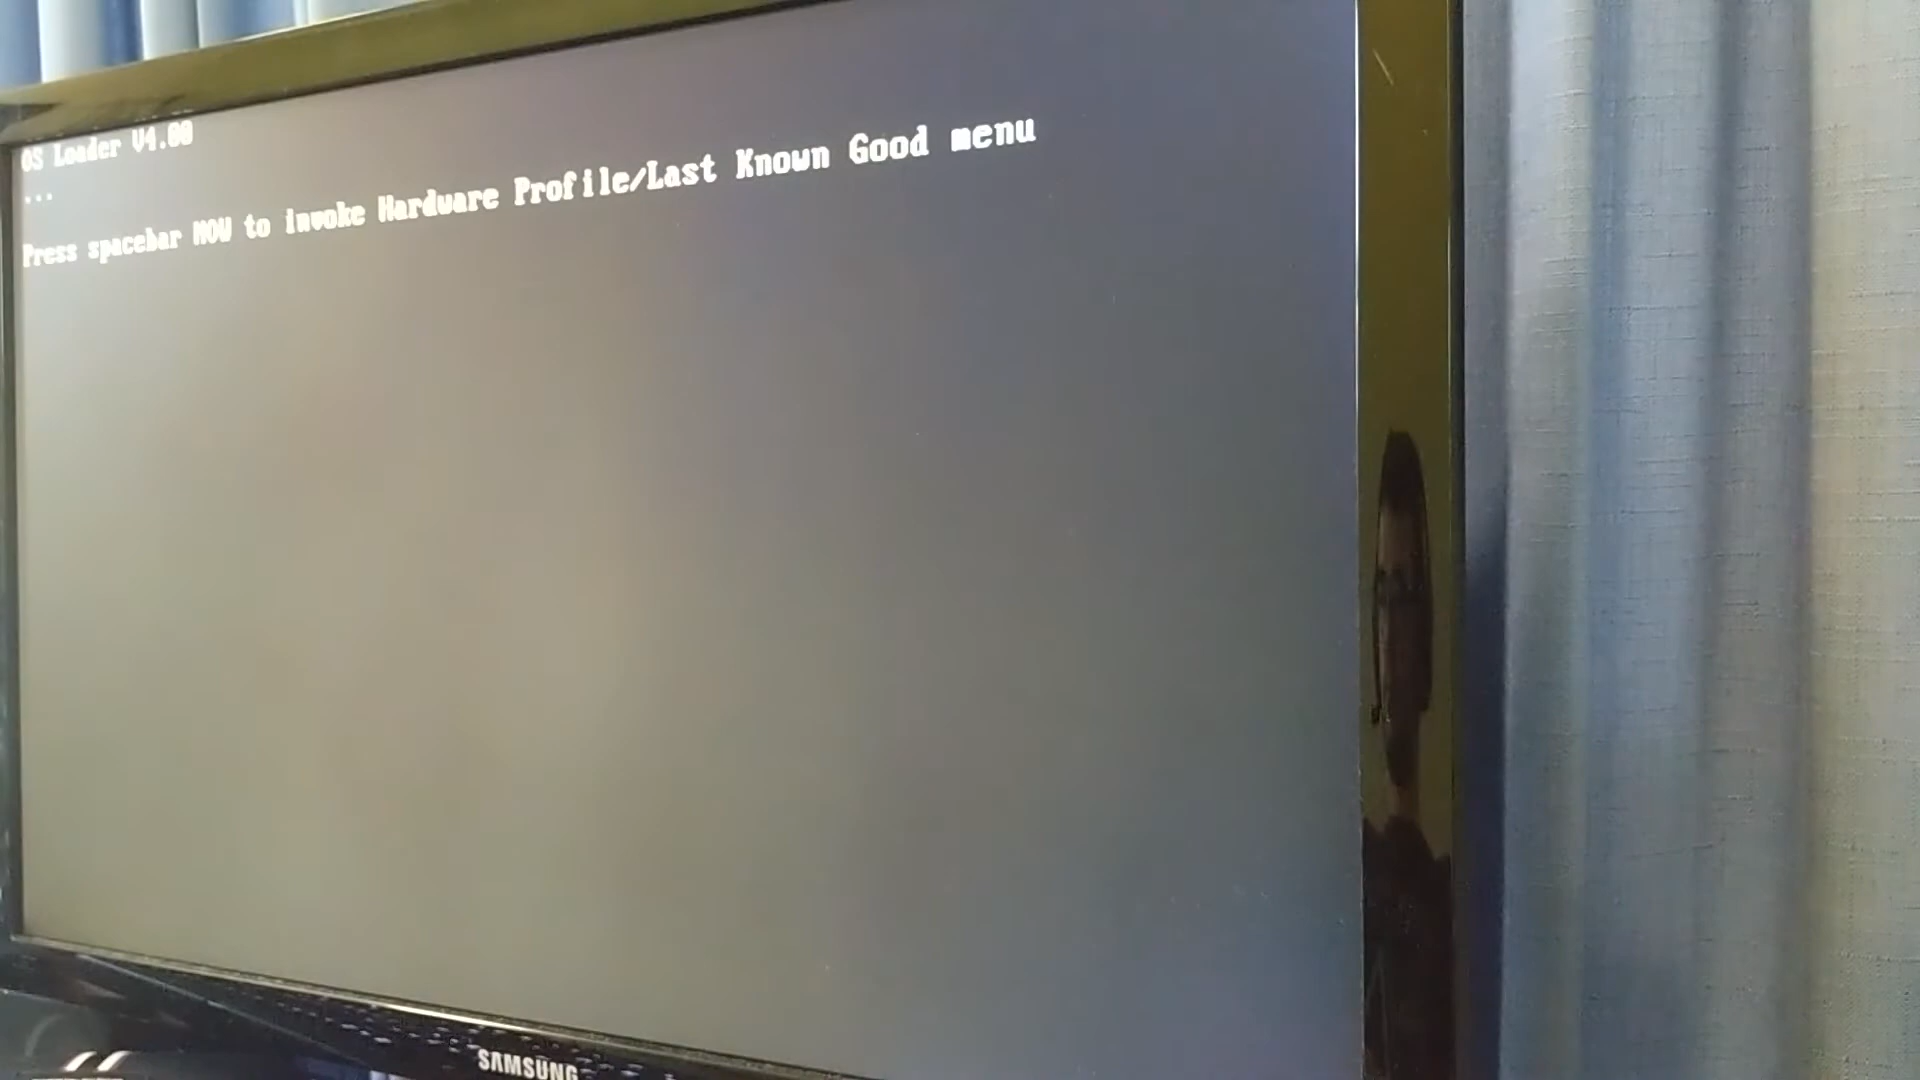 OS Loader V4.00
...
Press spacebar NOW to invoke Hardware Profile/Last Known Good menu
SAMSUNG